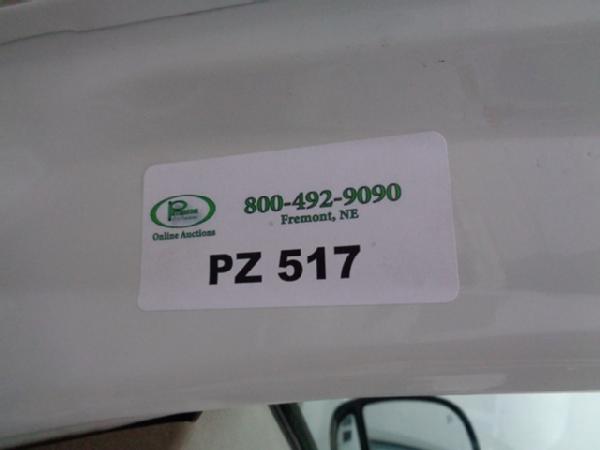 800-492-9090
Fremont, NE
Online Auctions
PZ 517